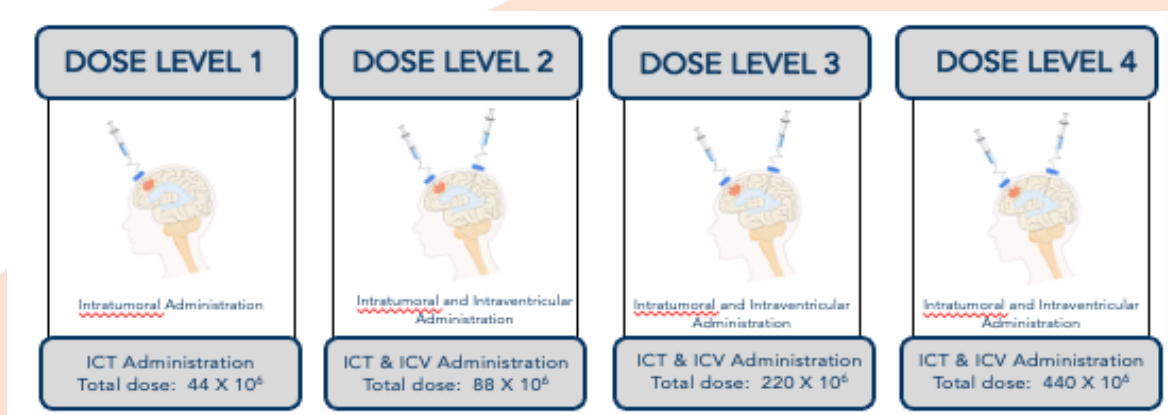 DOSE LEVEL 1
Intratumoral Administration
ICT Administration
Total dose: 44 X 10⁶
DOSE LEVEL 2
Intratumoral and Intraventricular
Administration
ICT & ICV Administration
Total dose: 88 X 10⁶
DOSE LEVEL 3
Intratumoral and Intraventricular
Administration
ICT & ICV Administration
Total dose: 220 X 10⁶
DOSE LEVEL 4
Intratumoral and Intraventricular
Administration
ICT & ICV Administration
Total dose: 440 X 10⁶